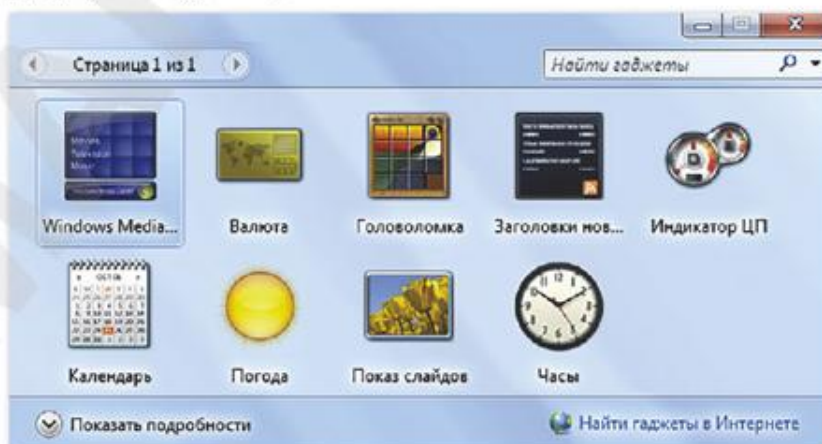 Страница 1 из 1
Найти гаджеты
Windows Media...
Валюта
Головоломка
Заголовки нов...
Индикатор ЦП
Календарь
Погода
Показ слайдов
Часы
Показать подробности
Найти гаджеты в Интернете